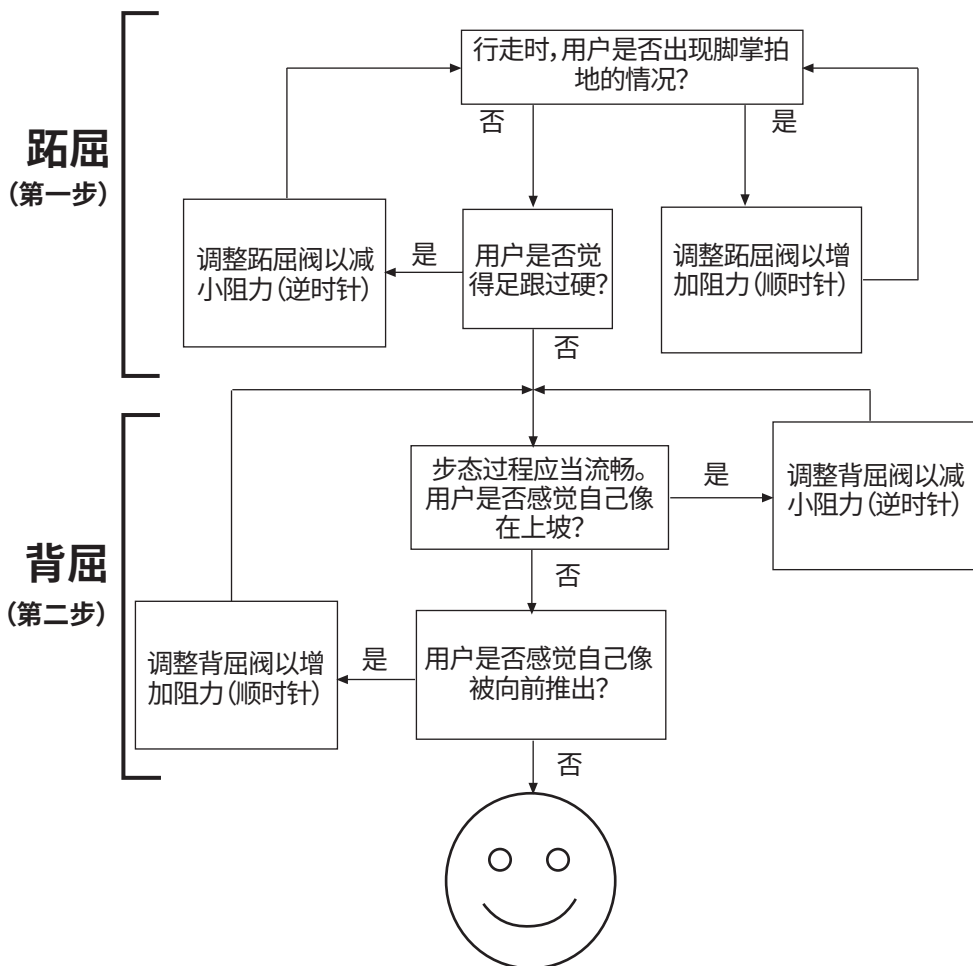 行走时，用户是否出现脚掌拍
地的情况？
否
是
跖屈
（第一步）
调整跖屈阀以减
小阻力（逆时针）
是
用户是否觉
得足跟过硬？
调整跖屈阀以增
加阻力（顺时针）
否
步态过程应当流畅。
用户是否感觉自己像
在上坡？
是
调整背屈阀以减
小阻力（逆时针）
背屈
（第二步）
否
调整背屈阀以增
加阻力（顺时针）
是
用户是否感觉自己像
被向前推出？
否